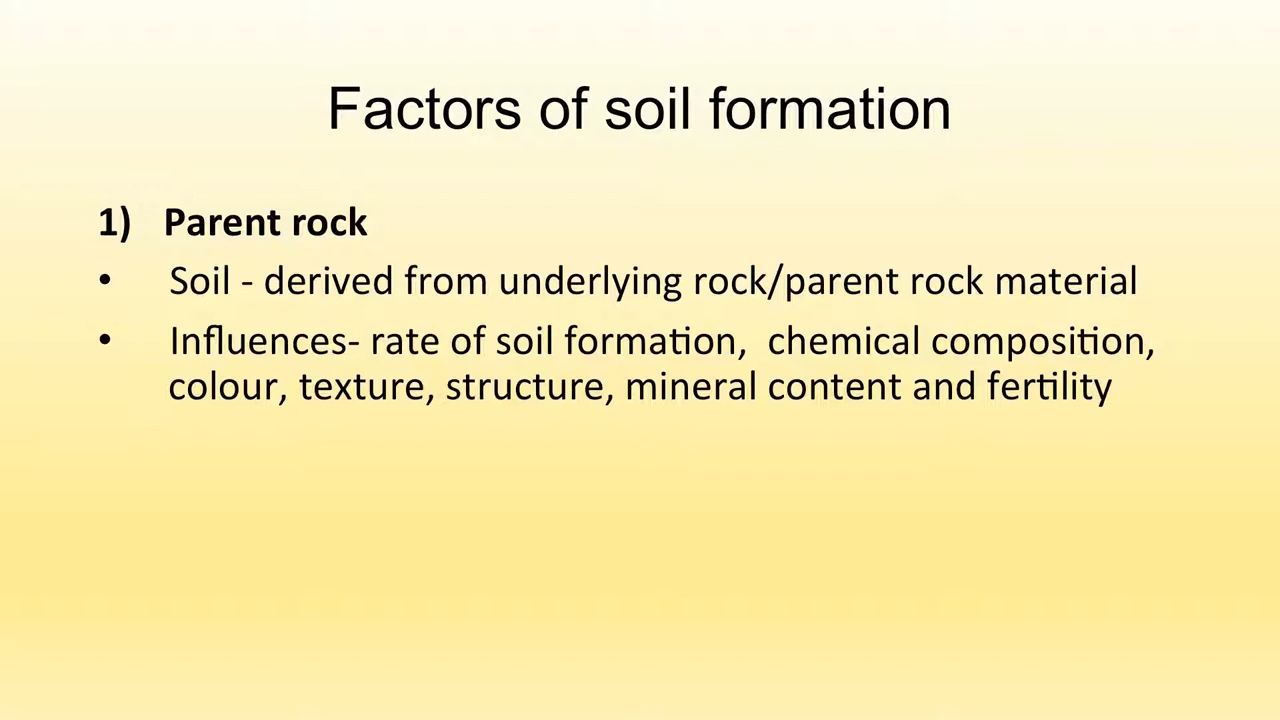 Factors of soil formation
1) Parent rock
• Soil - derived from underlying rock/parent rock material
• Influences- rate of soil formation, chemical composition,
colour, texture, structure, mineral content and fertility